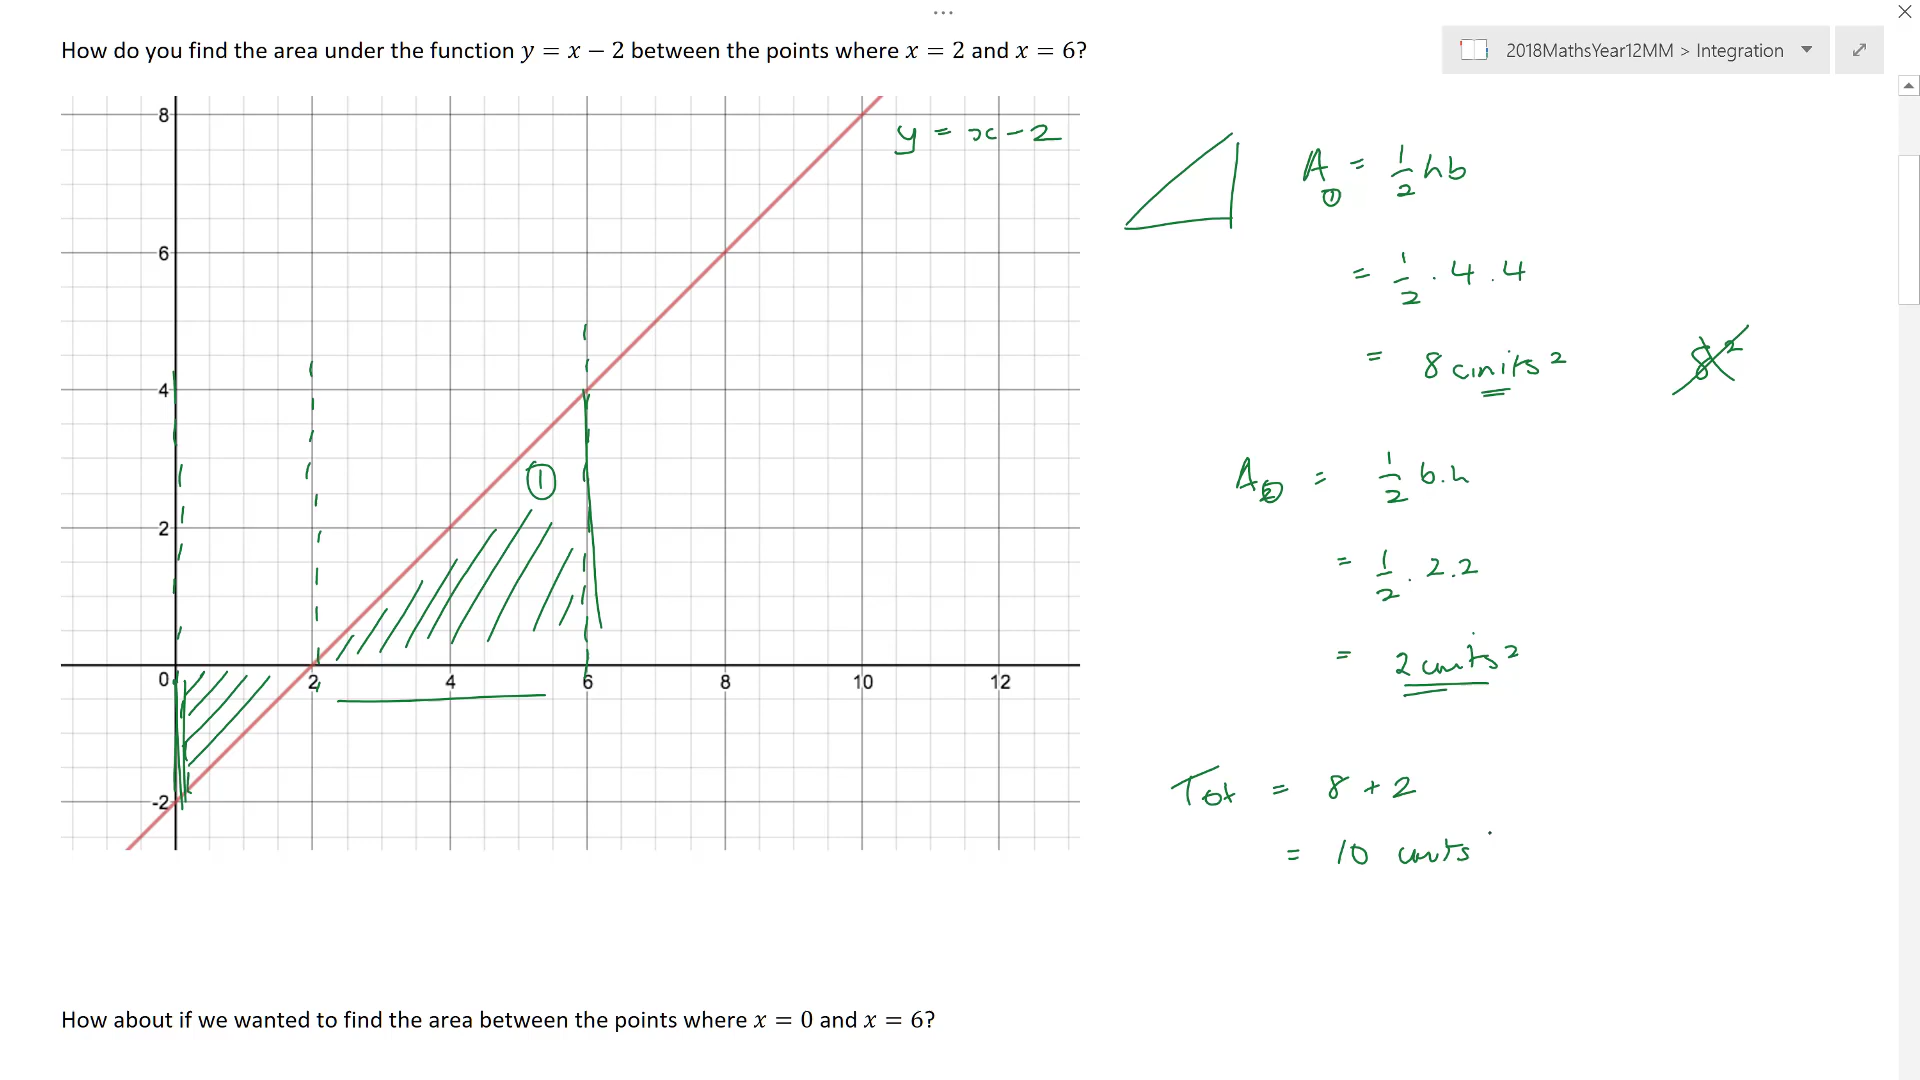 How do you find the area under the function y = x − 2 between the points where x = 2 and x = 6?
2018MathsYear12MM > Integration
8
6
4
2
0
-2
2
4
6
8
10
12
y = x - 2
①
A① = 1/2 hb
= 1/2 . 4 . 4
= 8 units²
8²
A② = 1/2 b.h
= 1/2 . 2.2
= 2 units²
Tot = 8 + 2
= 10 units
How about if we wanted to find the area between the points where x = 0 and x = 6?